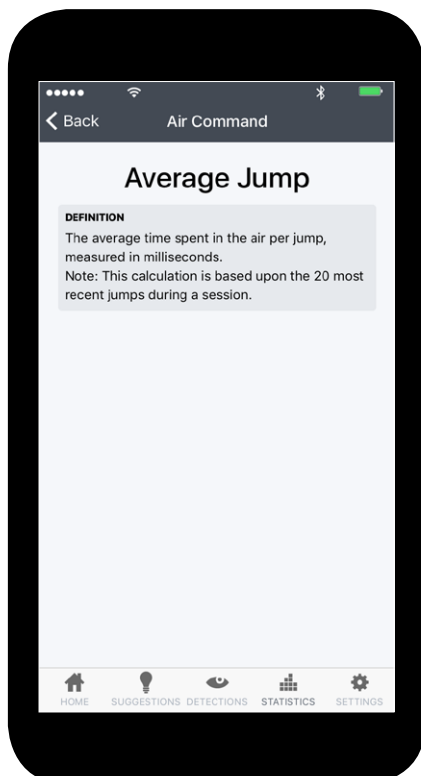 Back
Air Command
Average Jump
DEFINITION
The average time spent in the air per jump,
measured in milliseconds.
Note: This calculation is based upon the 20 most
recent jumps during a session.
HOME
SUGGESTIONS
DETECTIONS
STATISTICS
SETTINGS